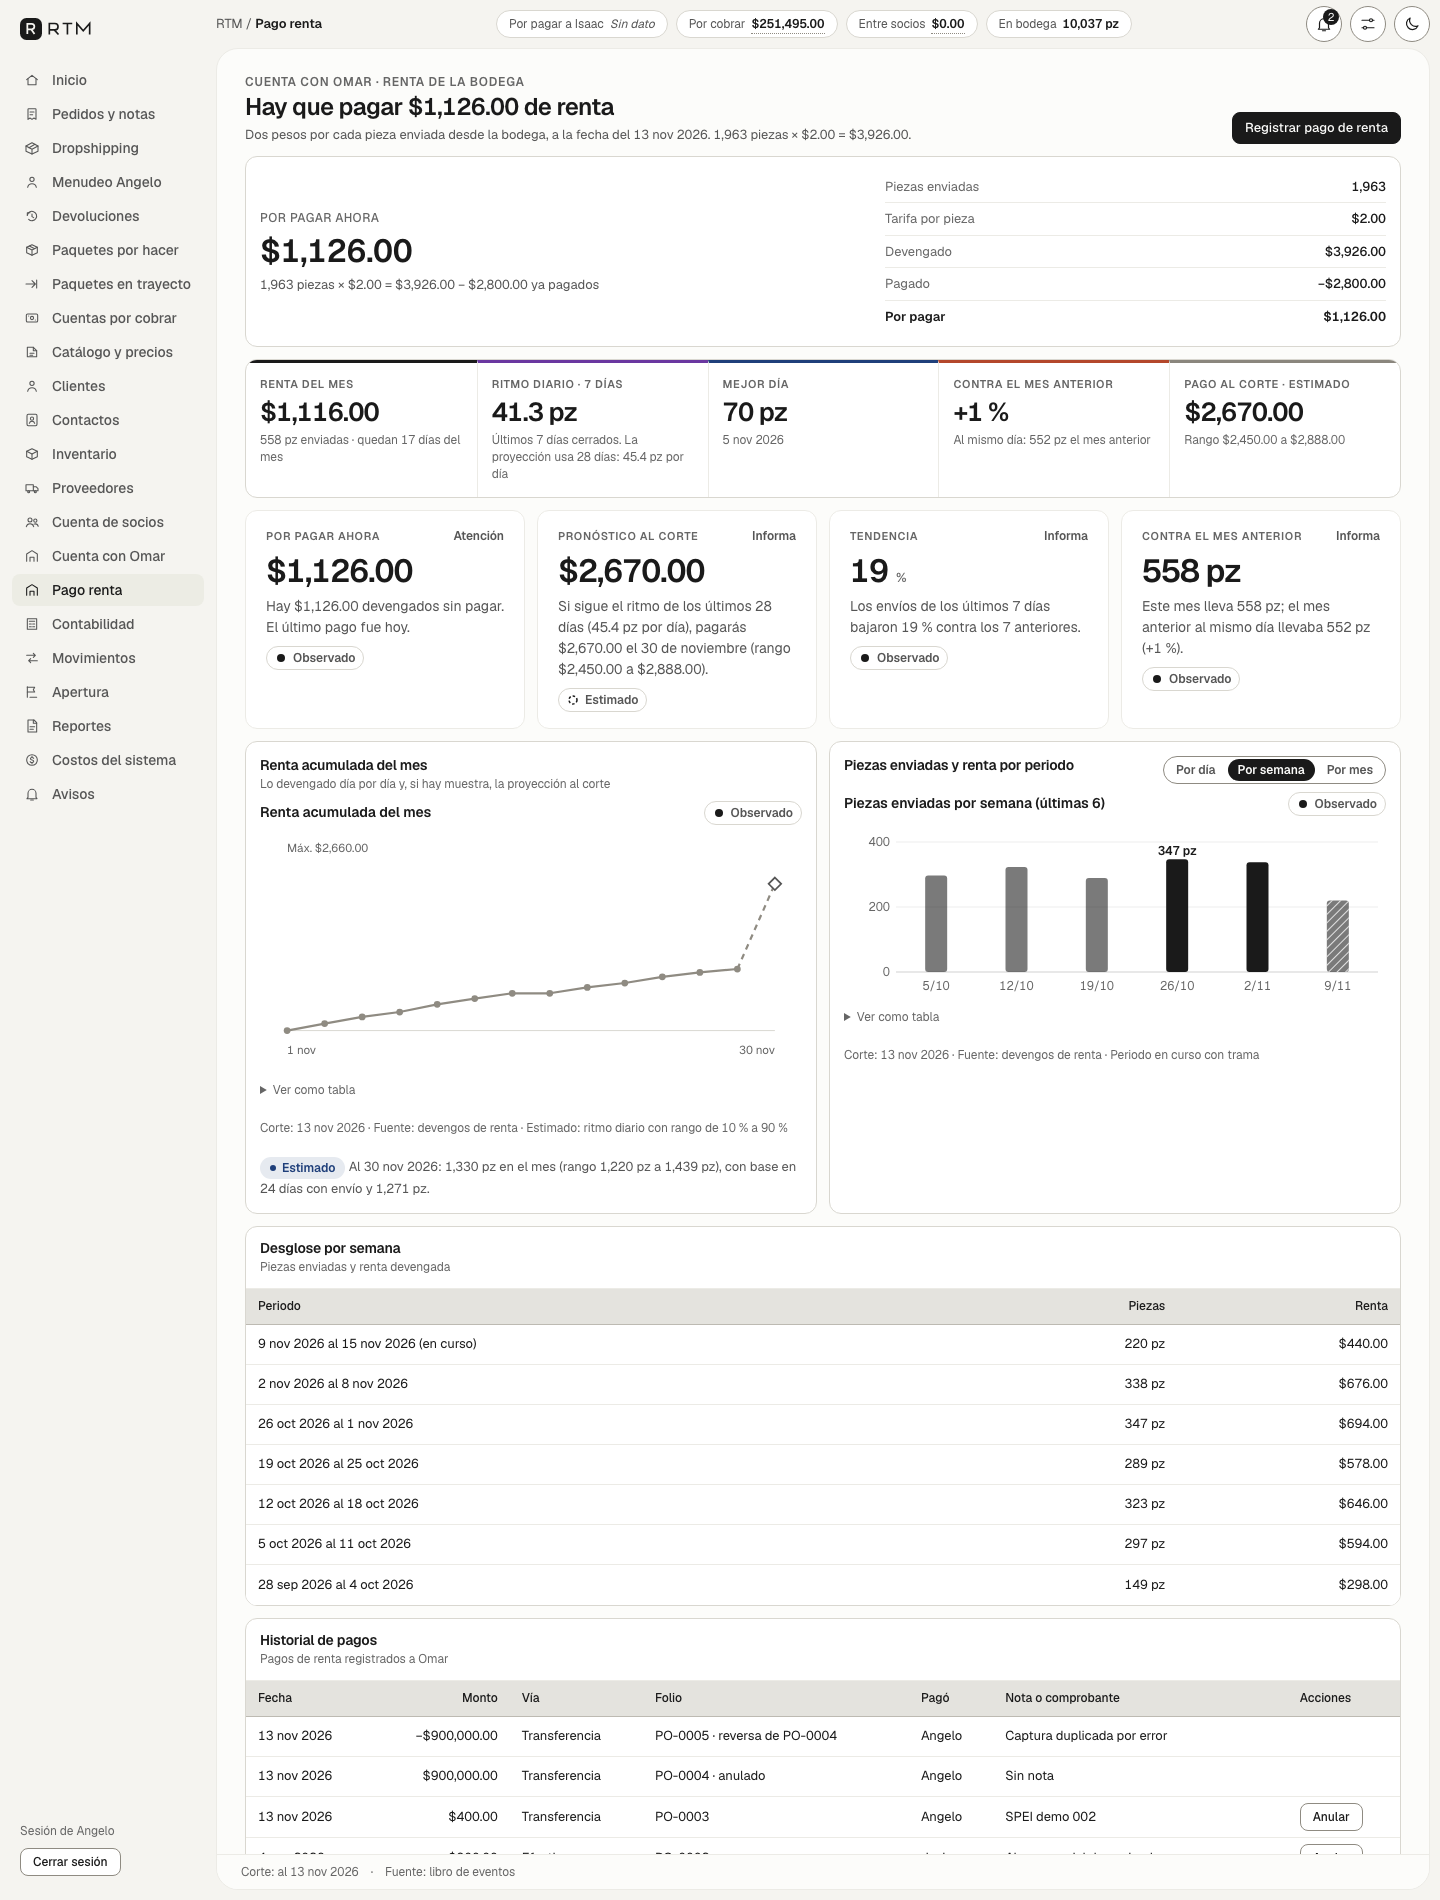 R RTM
RTM / Pago renta
Por pagar a Isaac Sin dato
Por cobrar $251,495.00
Entre socios $0.00
En bodega 10,037 pz
2
Inicio
Pedidos y notas
Dropshipping
Menudeo Angelo
Devoluciones
Paquetes por hacer
Paquetes en trayecto
Cuentas por cobrar
Catálogo y precios
Clientes
Contactos
Inventario
Proveedores
Cuenta de socios
Cuenta con Omar
Pago renta
Contabilidad
Movimientos
Apertura
Reportes
Costos del sistema
Avisos
Sesión de Angelo
Cerrar sesión
CUENTA CON OMAR · RENTA DE LA BODEGA
Hay que pagar $1,126.00 de renta
Dos pesos por cada pieza enviada desde la bodega, a la fecha del 13 nov 2026. 1,963 piezas × $2.00 = $3,926.00.
Registrar pago de renta
POR PAGAR AHORA
$1,126.00
1,963 piezas × $2.00 = $3,926.00 − $2,800.00 ya pagados
Piezas enviadas 1,963
Tarifa por pieza $2.00
Devengado $3,926.00
Pagado −$2,800.00
Por pagar $1,126.00
RENTA DEL MES
$1,116.00
558 pz enviadas · quedan 17 dias del
mes
RITMO DIARIO · 7 DÍAS
41.3 pz
Últimos 7 días cerrados. La
proyección usa 28 días: 45.4 pz por
día
MEJOR DÍA
70 pz
5 nov 2026
CONTRA EL MES ANTERIOR
+1 %
Al mismo día: 552 pz el mes anterior
PAGO AL CORTE · ESTIMADO
$2,670.00
Rango $2,450.00 a $2,888.00
POR PAGAR AHORA Atención
$1,126.00
Hay $1,126.00 devengados sin pagar.
El último pago fue hoy.
Observado
PRONÓSTICO AL CORTE Informa
$2,670.00
Si sigue el ritmo de los últimos 28
días (45.4 pz por día), pagarás
$2,670.00 el 30 de noviembre (rango
$2,450.00 a $2,888.00).
Estimado
TENDENCIA Informa
19 %
Los envíos de los últimos 7 días
bajaron 19 % contra los 7 anteriores.
Observado
CONTRA EL MES ANTERIOR Informa
558 pz
Este mes lleva 558 pz; el mes
anterior al mismo día llevaba 552 pz
(+1 %).
Observado
Renta acumulada del mes
Lo devengado día por día y, si hay muestra, la proyección al corte
Renta acumulada del mes Observado
Máx. $2,660.00
1 nov 30 nov
Ver como tabla
Corte: 13 nov 2026 · Fuente: devengos de renta · Estimado: ritmo diario con rango de 10 % a 90 %
Estimado Al 30 nov 2026: 1,330 pz en el mes (rango 1,220 pz a 1,439 pz), con base en
24 días con envío y 1,271 pz.
Piezas enviadas y renta por periodo
Por día Por semana Por mes
Piezas enviadas por semana (últimas 6) Observado
400
347 pz
200
0
5/10 12/10 19/10 26/10 2/11 9/11
Ver como tabla
Corte: 13 nov 2026 · Fuente: devengos de renta · Periodo en curso con trama
Desglose por semana
Piezas enviadas y renta devengada
Periodo Piezas Renta
9 nov 2026 al 15 nov 2026 (en curso) 220 pz $440.00
2 nov 2026 al 8 nov 2026 338 pz $676.00
26 oct 2026 al 1 nov 2026 347 pz $694.00
19 oct 2026 al 25 oct 2026 289 pz $578.00
12 oct 2026 al 18 oct 2026 323 pz $646.00
5 oct 2026 al 11 oct 2026 297 pz $594.00
28 sep 2026 al 4 oct 2026 149 pz $298.00
Historial de pagos
Pagos de renta registrados a Omar
Fecha Monto Vía Folio Pagó Nota o comprobante Acciones
13 nov 2026 −$900,000.00 Transferencia PO-0005 · reversa de PO-0004 Angelo Captura duplicada por error
13 nov 2026 $900,000.00 Transferencia PO-0004 · anulado Angelo Sin nota
13 nov 2026 $400.00 Transferencia PO-0003 Angelo SPEI demo 002 Anular
Corte: al 13 nov 2026 · Fuente: libro de eventos